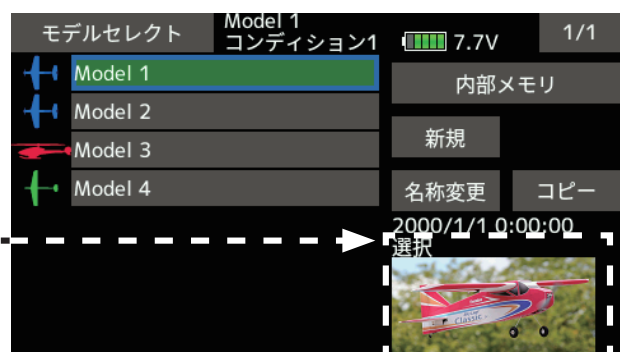 モデルセレクト
Model 1
コンディション1
7.7V
1/1
Model 1
Model 2
Model 3
Model 4
内部メモリ
新規
名称変更
コピー
2000/1/1 0:00:00
選択
Classic